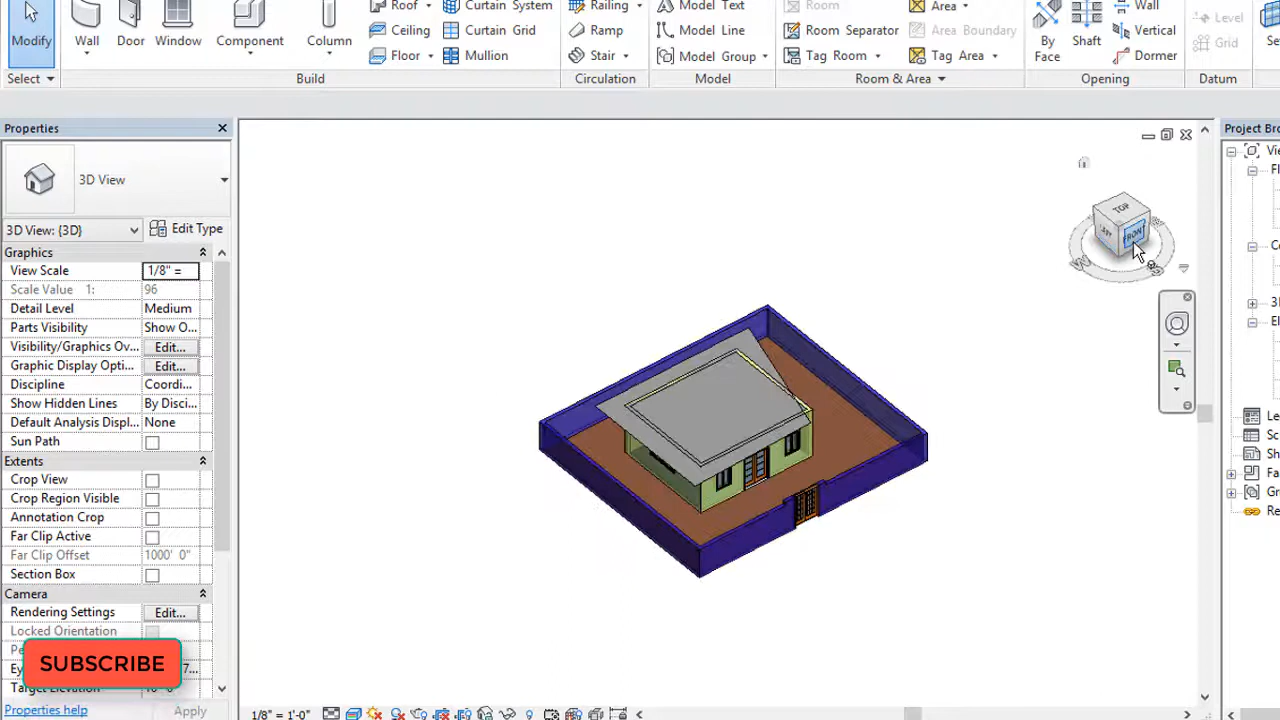 Modify
Wall
Door
Window
Component
Column
Roof
Ceiling
Floor
Curtain System
Curtain Grid
Mullion
Railing
Ramp
Stair
Model Text
Model Line
Model Group
Room
Room Separator
Tag Room
Area
Area Boundary
Tag Area
By
Face
Shaft
Wall
Vertical
Dormer
Level
Grid
Select
Build
Circulation
Model
Room & Area
Opening
Datum
Properties
3D View
3D View: {3D}
Edit Type
Graphics
View Scale
1/8" =
Scale Value 1:
96
Detail Level
Medium
Parts Visibility
Show O...
Visibility/Graphics Ov...
Edit...
Graphic Display Opti...
Edit...
Discipline
Coordi...
Show Hidden Lines
By Disci...
Default Analysis Displ...
None
Sun Path
Extents
Crop View
Crop Region Visible
Annotation Crop
Far Clip Active
Far Clip Offset
1000' 0"
Section Box
Camera
Rendering Settings
Edit...
Locked Orientation
SUBSCRIBE
Properties help
Apply
1/8" = 1'-0"
TOP
FRONT
Project Bro